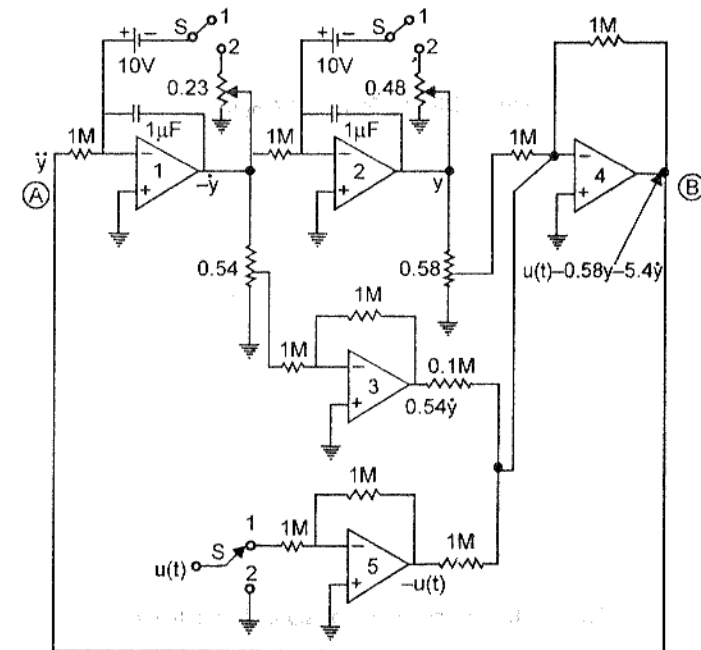 S 1 S 1 1M
+ − 2 + − 2
10V 10V
0.23 0.48
1μF 1μF 1M
1M 1M
ÿ − 1 + −ẏ − 2 + y − 4 +
A B
u(t)−0.58y−5.4ẏ
0.54 0.58
1M
1M − 3 + 0.1M
0.54ẏ
1M
1 1M 1M
S
u(t) − 5 +
2 −u(t)